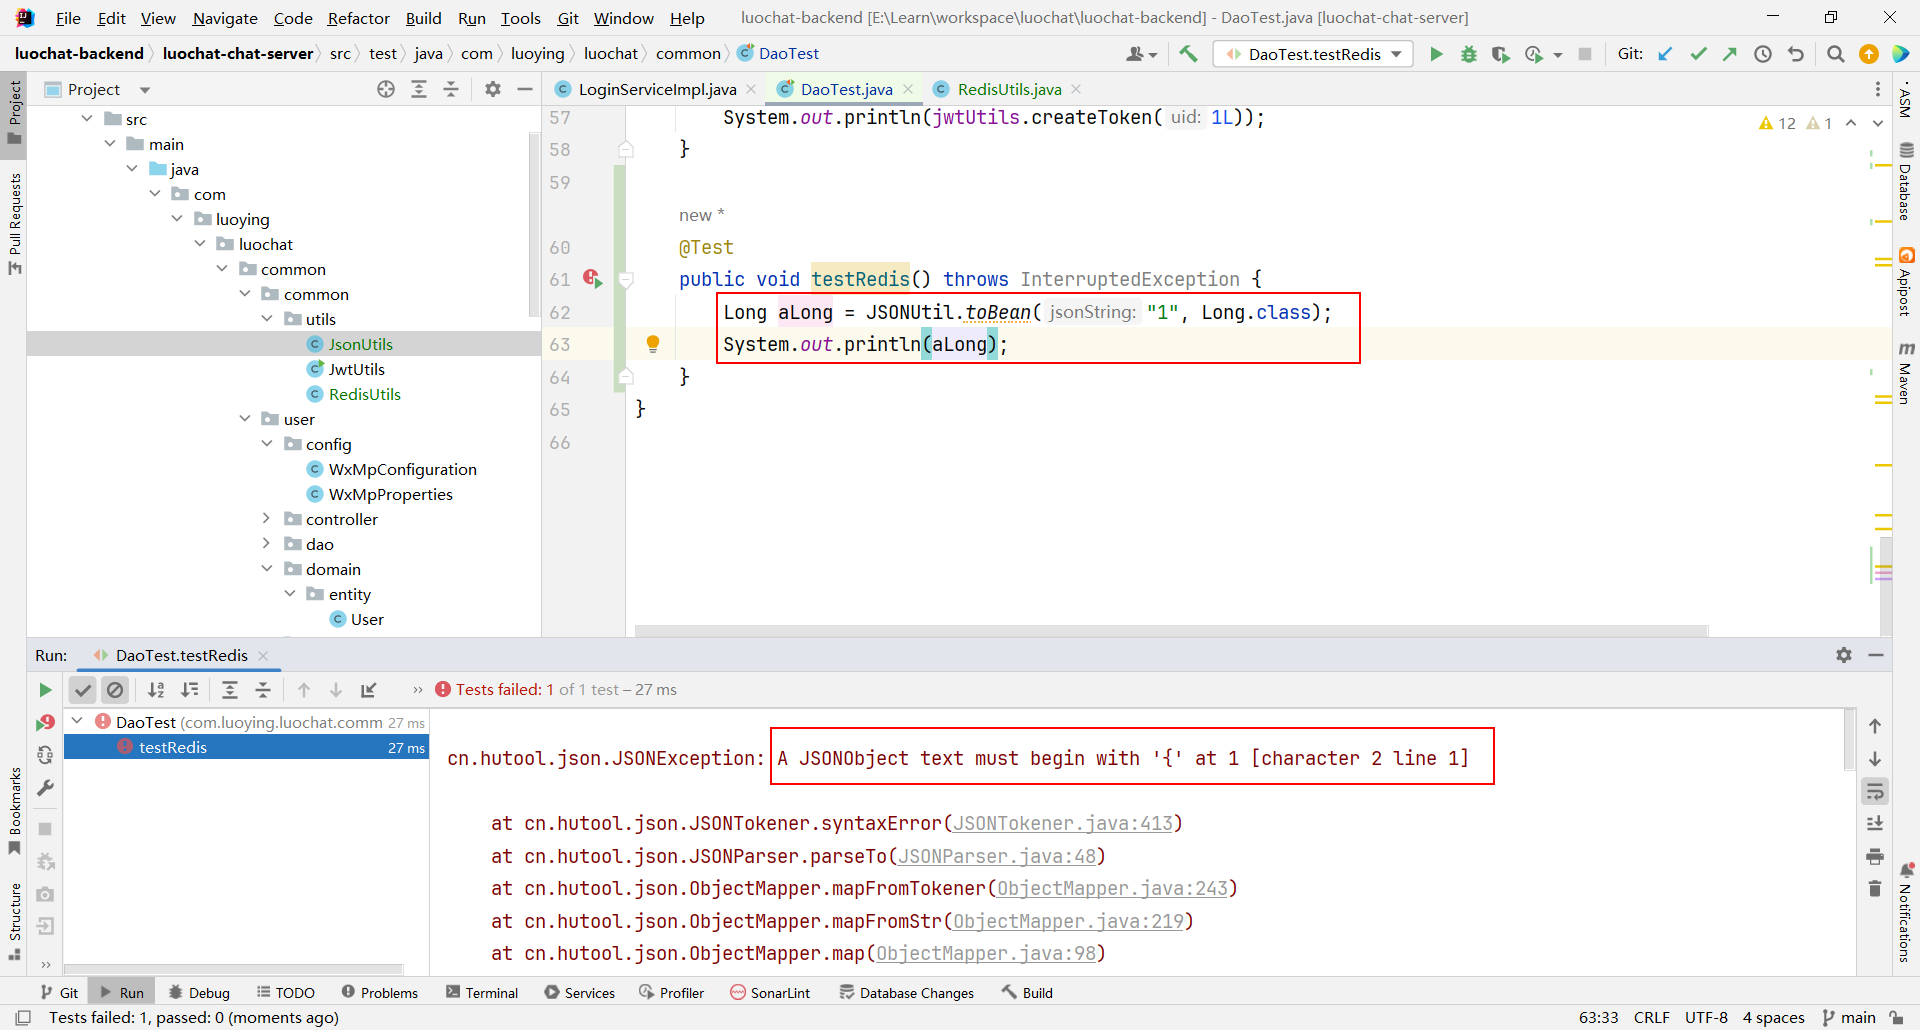 File Edit View Navigate Code Refactor Build Run Tools Git Window Help luochat-backend [E:\Learn\workspace\luochat\luochat-backend] - DaoTest.java [luochat-chat-server]
luochat-backend luochat-chat-server src test java com luoying luochat common DaoTest DaoTest.testRedis Git:
Project LoginServiceImpl.java DaoTest.java RedisUtils.java
Project
Pull Requests
Bookmarks
Structure
src
main
java
com
luoying
luochat
common
common
utils
JsonUtils
JwtUtils
RedisUtils
user
config
WxMpConfiguration
WxMpProperties
controller
dao
domain
entity
User
57 System.out.println(jwtUtils.createToken( uid: 1L));
12 1
58 }
59
new *
60 @Test
61 public void testRedis() throws InterruptedException {
62 Long aLong = JSONUtil.toBean( jsonString: "1", Long.class);
63 System.out.println(aLong);
64 }
65 }
66
ASM
Database
Apipost
Maven
Notifications
Run: DaoTest.testRedis
Tests failed: 1 of 1 test – 27 ms
DaoTest (com.luoying.luochat.comm 27 ms
testRedis 27 ms
cn.hutool.json.JSONException: A JSONObject text must begin with '{' at 1 [character 2 line 1]
at cn.hutool.json.JSONTokener.syntaxError(JSONTokener.java:413)
at cn.hutool.json.JSONParser.parseTo(JSONParser.java:48)
at cn.hutool.json.ObjectMapper.mapFromTokener(ObjectMapper.java:243)
at cn.hutool.json.ObjectMapper.mapFromStr(ObjectMapper.java:219)
at cn.hutool.json.ObjectMapper.map(ObjectMapper.java:98)
Git Run Debug TODO Problems Terminal Services Profiler SonarLint Database Changes Build
Tests failed: 1, passed: 0 (moments ago) 63:33 CRLF UTF-8 4 spaces main